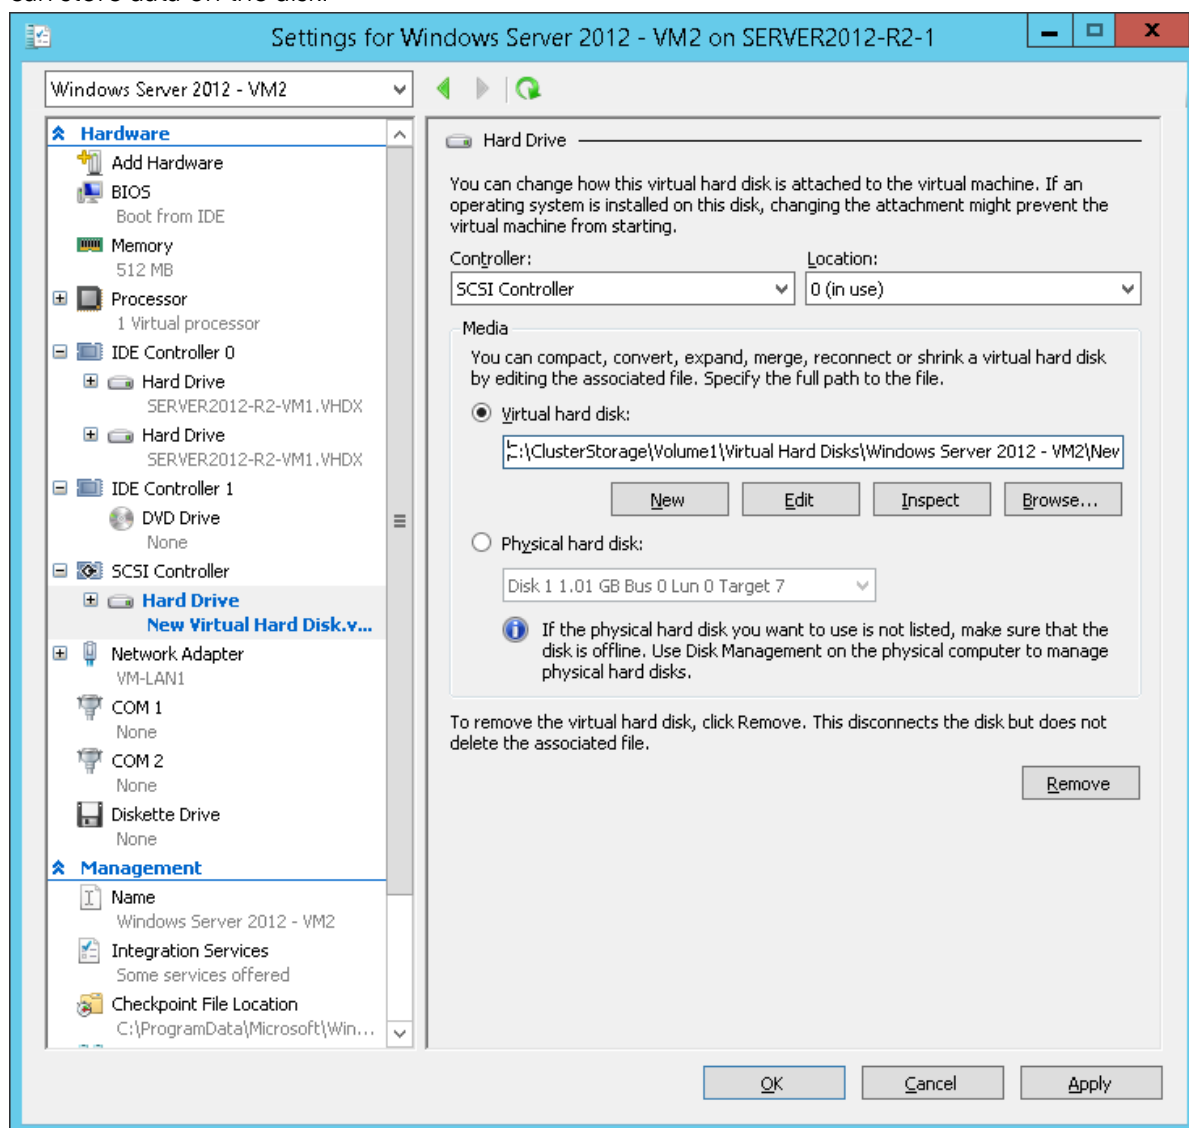 Settings for Windows Server 2012 - VM2 on SERVER2012-R2-1
Windows Server 2012 - VM2
Hardware
Add Hardware
BIOS
Boot from IDE
Memory
512 MB
Processor
1 Virtual processor
IDE Controller 0
Hard Drive
SERVER2012-R2-VM1.VHDX
Hard Drive
SERVER2012-R2-VM1.VHDX
IDE Controller 1
DVD Drive
None
SCSI Controller
Hard Drive
New Virtual Hard Disk.v...
Network Adapter
VM-LAN1
COM 1
None
COM 2
None
Diskette Drive
None
Management
Name
Windows Server 2012 - VM2
Integration Services
Some services offered
Checkpoint File Location
C:\ProgramData\Microsoft\Win...
Hard Drive
You can change how this virtual hard disk is attached to the virtual machine. If an
operating system is installed on this disk, changing the attachment might prevent the
virtual machine from starting.
Controller:
Location:
SCSI Controller
0 (in use)
Media
You can compact, convert, expand, merge, reconnect or shrink a virtual hard disk
by editing the associated file. Specify the full path to the file.
Virtual hard disk:
C:\ClusterStorage\Volume1\Virtual Hard Disks\Windows Server 2012 - VM2\New
New
Edit
Inspect
Browse...
Physical hard disk:
Disk 1 1.01 GB Bus 0 Lun 0 Target 7
If the physical hard disk you want to use is not listed, make sure that the
disk is offline. Use Disk Management on the physical computer to manage
physical hard disks.
To remove the virtual hard disk, click Remove. This disconnects the disk but does not
delete the associated file.
Remove
OK
Cancel
Apply